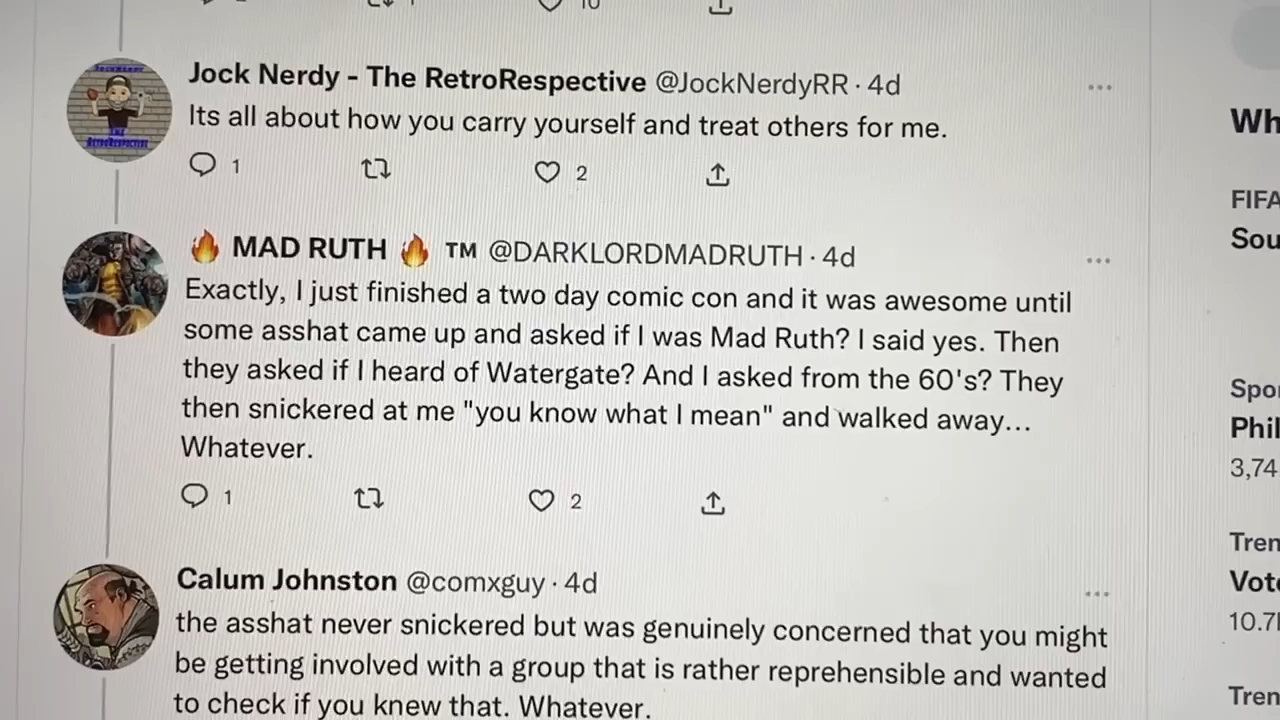 10
Jock Nerdy - The RetroRespective @JockNerdyRR · 4d
Its all about how you carry yourself and treat others for me.
1 2
🔥 MAD RUTH 🔥 ™ @DARKLORDMADRUTH · 4d
Exactly, I just finished a two day comic con and it was awesome until
some asshat came up and asked if I was Mad Ruth? I said yes. Then
they asked if I heard of Watergate? And I asked from the 60's? They
then snickered at me "you know what I mean" and walked away...
Whatever.
1 2
Calum Johnston @comxguy · 4d
the asshat never snickered but was genuinely concerned that you might
be getting involved with a group that is rather reprehensible and wanted
to check if you knew that. Whatever.
Wh
FIFA
Sou
Spo
Phil
3,74
Tren
Vote
10.7
Tren